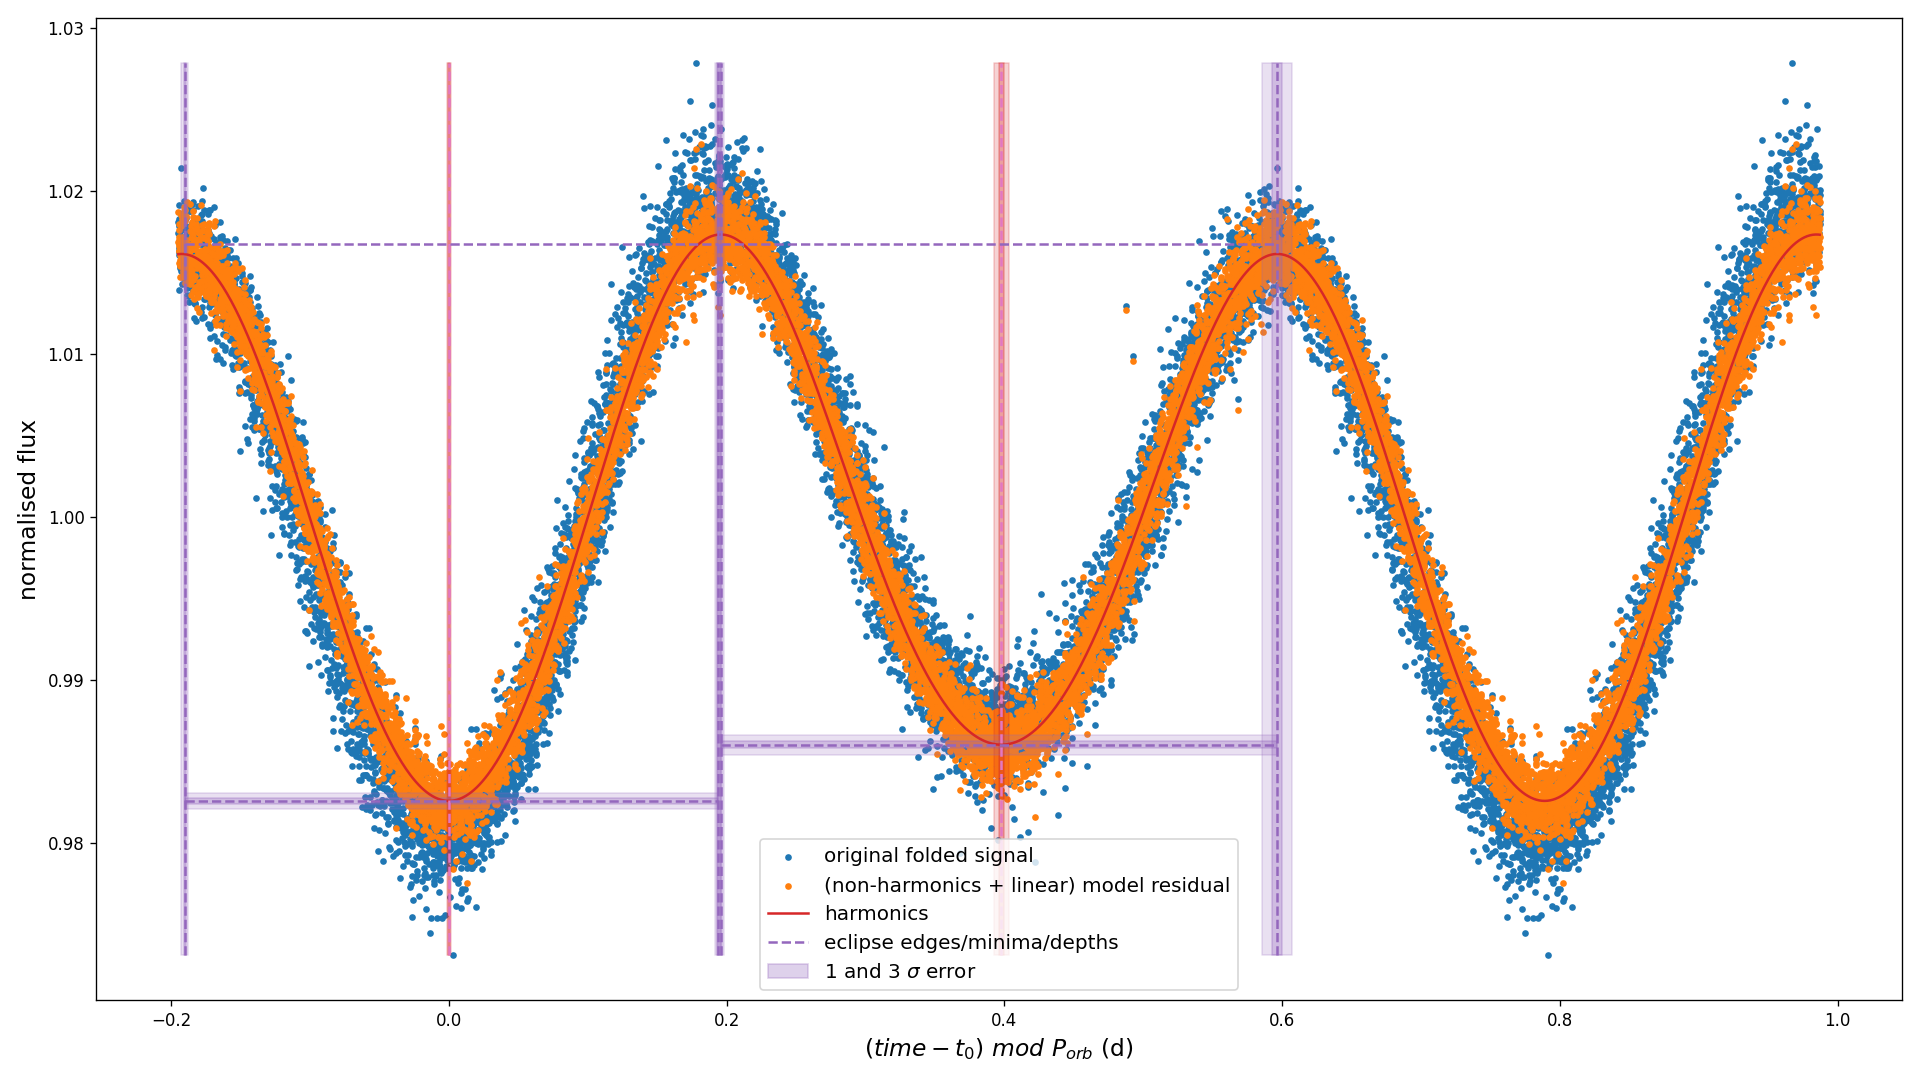 1.03
1.02
1.01
1.00
0.99
0.98
normalised flux
original folded signal
(non-harmonics + linear) model residual
harmonics
eclipse edges/minima/depths
1 and 3 σ error
−0.2
0.0
0.2
0.4
0.6
0.8
1.0
(time − t₀) mod P_orb (d)